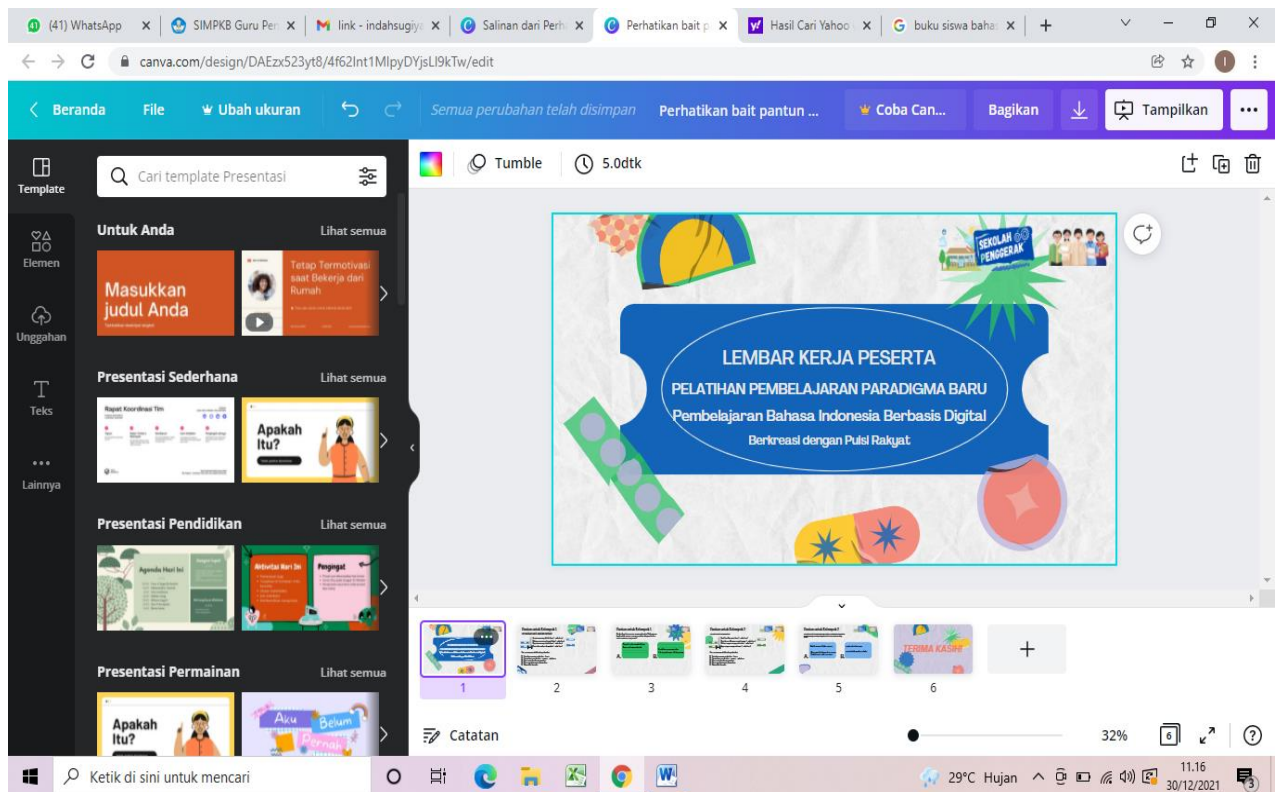 (41) WhatsApp
SIMPKB Guru Pen
link - indahsugiya
Salinan dari Perh
Perhatikan bait p
Hasil Cari Yahoo
buku siswa baha
canva.com/design/DAEzx523yt8/4f62Int1MlpyDYjsLl9kTw/edit
Beranda
File
Ubah ukuran
Semua perubahan telah disimpan
Perhatikan bait pantun ...
Coba Can...
Bagikan
Tampilkan
Template
Elemen
Unggahan
Teks
Lainnya
Cari template Presentasi
Untuk Anda
Lihat semua
Masukkan
judul Anda
Tetap Termotivasi
saat Bekerja dari
Rumah
Presentasi Sederhana
Lihat semua
Rapat Koordinasi Tim
Apakah
Itu?
Presentasi Pendidikan
Lihat semua
Agenda Hari Ini
Aktivitas Hari Ini
Pengingat
Presentasi Permainan
Lihat semua
Apakah
Itu?
Aku
Belum
Pernah
Tumble
5.0dtk
SEKOLAH
PENGGERAK
LEMBAR KERJA PESERTA
PELATIHAN PEMBELAJARAN PARADIGMA BARU
Pembelajaran Bahasa Indonesia Berbasis Digital
Berkreasi dengan Puisi Rakyat
TERIMA KASIH!
1
2
3
4
5
6
Catatan
32%
6
Ketik di sini untuk mencari
29°C Hujan
11.16
30/12/2021
3